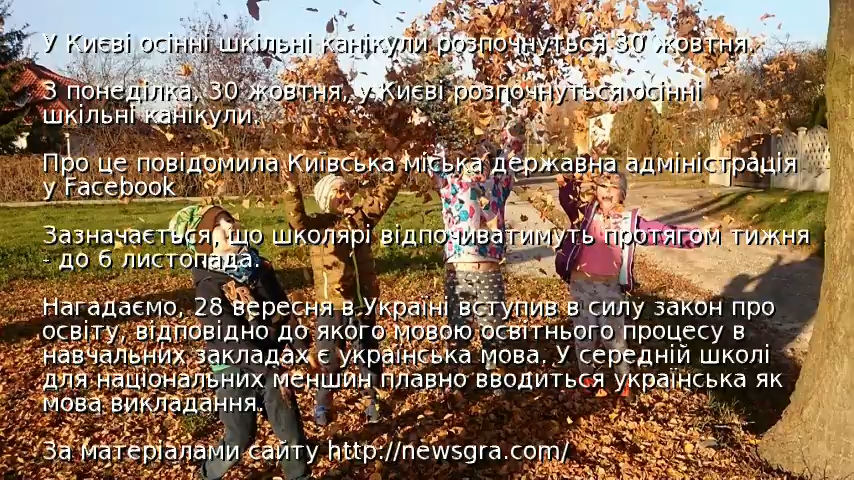 У Києві осінні шкільні канікули розпочнуться 30 жовтня.
З понеділка, 30 жовтня, у Києві розпочнуться осінні
шкільні канікули.
Про це повідомила Київська міська державна адміністрація
у Facebook
Зазначається, що школярі відпочиватимуть протягом тижня
- до 6 листопада.
Нагадаємо, 28 вересня в Україні вступив в силу закон про
освіту, відповідно до якого мовою освітнього процесу в
навчальних закладах є українська мова. У середній школі
для національних меншин плавно вводиться українська як
мова викладання.
За матеріалами сайту http://newsgra.com/